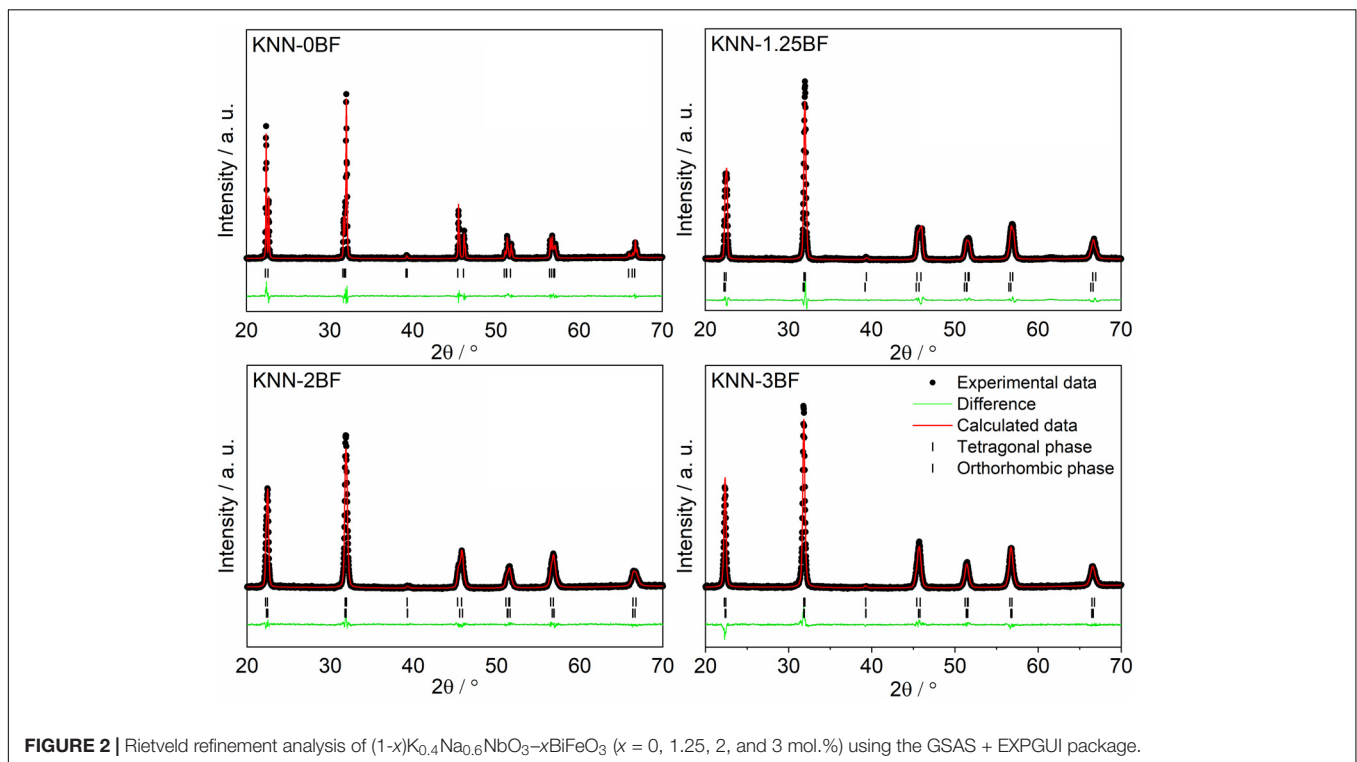 KNN-0BF
Intensity / a. u.
20 30 40 50 60 70
2θ / °
KNN-1.25BF
Intensity / a. u.
20 30 40 50 60 70
2θ / °
KNN-2BF
Intensity / a. u.
20 30 40 50 60 70
2θ / °
KNN-3BF
Experimental data
Difference
Calculated data
Tetragonal phase
Orthorhombic phase
Intensity / a. u.
20 30 40 50 60 70
2θ / °
FIGURE 2 | Rietveld refinement analysis of (1-x)K0.4Na0.6NbO3–xBiFeO3 (x = 0, 1.25, 2, and 3 mol.%) using the GSAS + EXPGUI package.